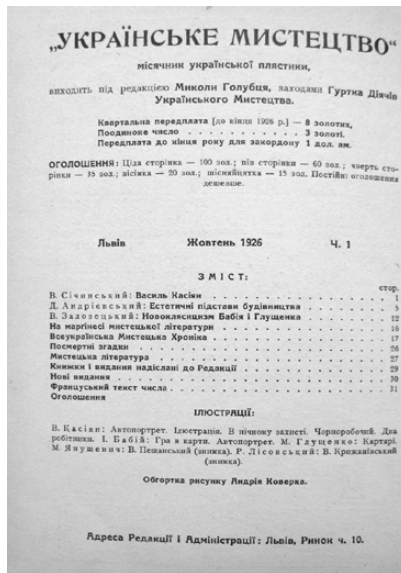 „УКРАЇНСЬКЕ МИСТЕЦТВО“
місячник української плястики,
виходить під редакцією Миколи Голубця, заходами Гуртка Діячів
Українського Мистецтва.
Квартальна передплата [до кінця 1926 р.] — 8 золотих,
Поодиноке число . . . . . . . . . . 3 золоті.
Передплата до кінця року для закордону 1 дол. ам.
ОГОЛОШЕННЯ: Ціла сторінка — 100 зол.; пів сторінки — 60 зол.; чверть сто-
рінки — 35 зол.; вісімка — 20 зол.; шіснайцятка — 15 зол. Постійні оголошення
дешевше.
Львів Жовтень 1926 Ч. 1
ЗМІСТ:
стор.
В. Січинський: Василь Касіян . . . . . . . . . . 1
Д. Андрієвський: Естетичні підстави будівництва . . . . . 5
В. Залозецький: Новоклясицизм Бабія і Глущенка . . . . . 12
На марґінесі мистецької літератури . . . . . . . . . . 16
Всеукраїнська Мистецька Хроніка . . . . . . . . . . 17
Посмертні згадки . . . . . . . . . . 26
Мистецька література . . . . . . . . . . 27
Книжки і видання надіслані до Редакції . . . . . . . . . . 29
Нові видання . . . . . . . . . . 30
Французький текст числа . . . . . . . . . . 31
Оголошення
ІЛЮСТРАЦІЇ:
В. Касіян: Автопортрет. Ілюстрація. В нічному захисті. Чорноробочий. Два
робітники. І. Бабій: Гра в карти. Автопортрет. М. Глущенко: Картярі.
М. Янушевич: В. Пещанський (знимка). Р. Лісовський: В. Крижанівський
(знимка).
Обгортка рисунку Андрія Коверка.
Адреса Редакції і Адміністрації: Львів, Ринок ч. 10.